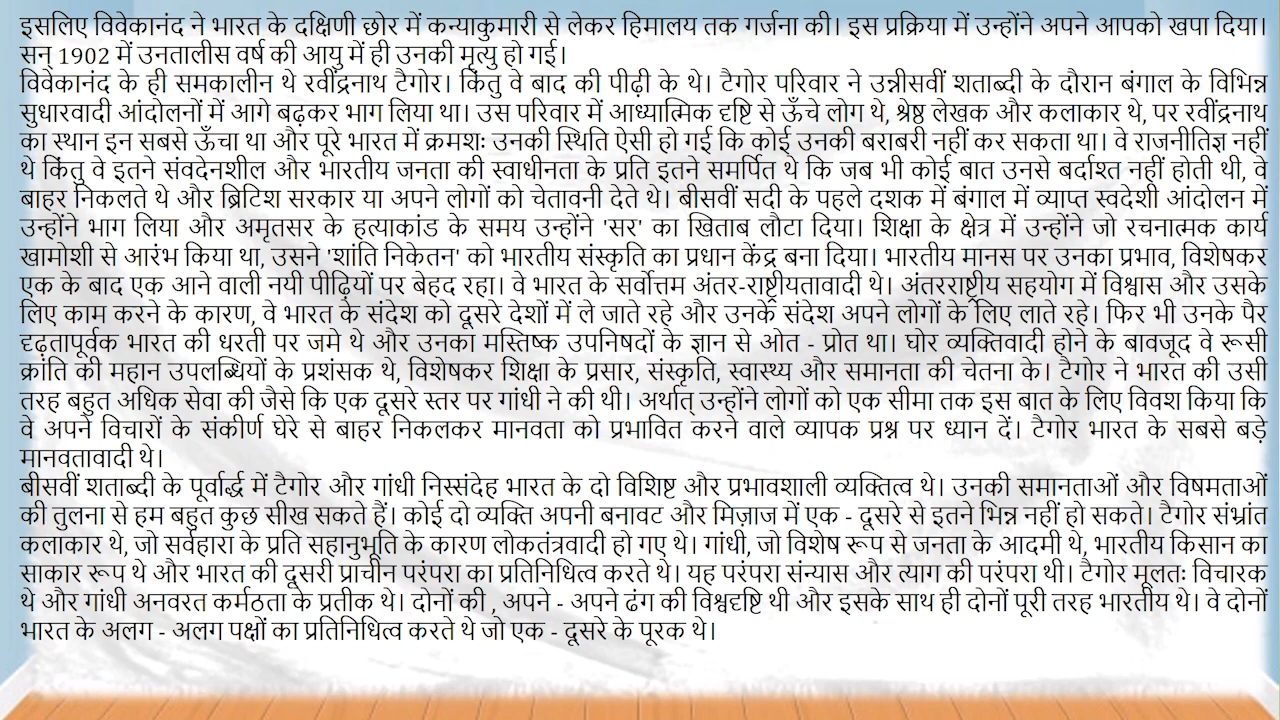 इसलिए विवेकानंद ने भारत के दक्षिणी छोर में कन्याकुमारी से लेकर हिमालय तक गर्जना की। इस प्रक्रिया में उन्होंने अपने आपको खपा दिया।
सन् 1902 में उनतालीस वर्ष की आयु में ही उनकी मृत्यु हो गई।
विवेकानंद के ही समकालीन थे रवींद्रनाथ टैगोर। किंतु वे बाद की पीढ़ी के थे। टैगोर परिवार ने उन्नीसवीं शताब्दी के दौरान बंगाल के विभिन्न
सुधारवादी आंदोलनों में आगे बढ़कर भाग लिया था। उस परिवार में आध्यात्मिक दृष्टि से ऊँचे लोग थे, श्रेष्ठ लेखक और कलाकार थे, पर रवींद्रनाथ
का स्थान इन सबसे ऊँचा था और पूरे भारत में क्रमशः उनकी स्थिति ऐसी हो गई कि कोई उनकी बराबरी नहीं कर सकता था। वे राजनीतिज्ञ नहीं
थे किंतु वे इतने संवदेनशील और भारतीय जनता की स्वाधीनता के प्रति इतने समर्पित थे कि जब भी कोई बात उनसे बर्दाश्त नहीं होती थी, वे
बाहर निकलते थे और ब्रिटिश सरकार या अपने लोगों को चेतावनी देते थे। बीसवीं सदी के पहले दशक में बंगाल में व्याप्त स्वदेशी आंदोलन में
उन्होंने भाग लिया और अमृतसर के हत्याकांड के समय उन्होंने 'सर' का खिताब लौटा दिया। शिक्षा के क्षेत्र में उन्होंने जो रचनात्मक कार्य
खामोशी से आरंभ किया था, उसने 'शांति निकेतन' को भारतीय संस्कृति का प्रधान केंद्र बना दिया। भारतीय मानस पर उनका प्रभाव, विशेषकर
एक के बाद एक आने वाली नयी पीढ़ियों पर बेहद रहा। वे भारत के सर्वोत्तम अंतर-राष्ट्रीयतावादी थे। अंतरराष्ट्रीय सहयोग में विश्वास और उसके
लिए काम करने के कारण, वे भारत के संदेश को दूसरे देशों में ले जाते रहे और उनके संदेश अपने लोगों के लिए लाते रहे। फिर भी उनके पैर
दृढ़तापूर्वक भारत की धरती पर जमे थे और उनका मस्तिष्क उपनिषदों के ज्ञान से ओत - प्रोत था। घोर व्यक्तिवादी होने के बावजूद वे रूसी
क्रांति की महान उपलब्धियों के प्रशंसक थे, विशेषकर शिक्षा के प्रसार, संस्कृति, स्वास्थ्य और समानता की चेतना के। टैगोर ने भारत की उसी
तरह बहुत अधिक सेवा की जैसे कि एक दूसरे स्तर पर गांधी ने की थी। अर्थात् उन्होंने लोगों को एक सीमा तक इस बात के लिए विवश किया कि
वे अपने विचारों के संकीर्ण घेरे से बाहर निकलकर मानवता को प्रभावित करने वाले व्यापक प्रश्न पर ध्यान दें। टैगोर भारत के सबसे बड़े
मानवतावादी थे।
बीसवीं शताब्दी के पूर्वार्द्ध में टैगोर और गांधी निस्संदेह भारत के दो विशिष्ट और प्रभावशाली व्यक्तित्व थे। उनकी समानताओं और विषमताओं
की तुलना से हम बहुत कुछ सीख सकते हैं। कोई दो व्यक्ति अपनी बनावट और मिज़ाज में एक - दूसरे से इतने भिन्न नहीं हो सकते। टैगोर संभ्रांत
कलाकार थे, जो सर्वहारा के प्रति सहानुभूति के कारण लोकतंत्रवादी हो गए थे। गांधी, जो विशेष रूप से जनता के आदमी थे, भारतीय किसान का
साकार रूप थे और भारत की दूसरी प्राचीन परंपरा का प्रतिनिधित्व करते थे। यह परंपरा संन्यास और त्याग की परंपरा थी। टैगोर मूलतः विचारक
थे और गांधी अनवरत कर्मठता के प्रतीक थे। दोनों की , अपने - अपने ढंग की विश्वदृष्टि थी और इसके साथ ही दोनों पूरी तरह भारतीय थे। वे दोनों
भारत के अलग - अलग पक्षों का प्रतिनिधित्व करते थे जो एक - दूसरे के पूरक थे।